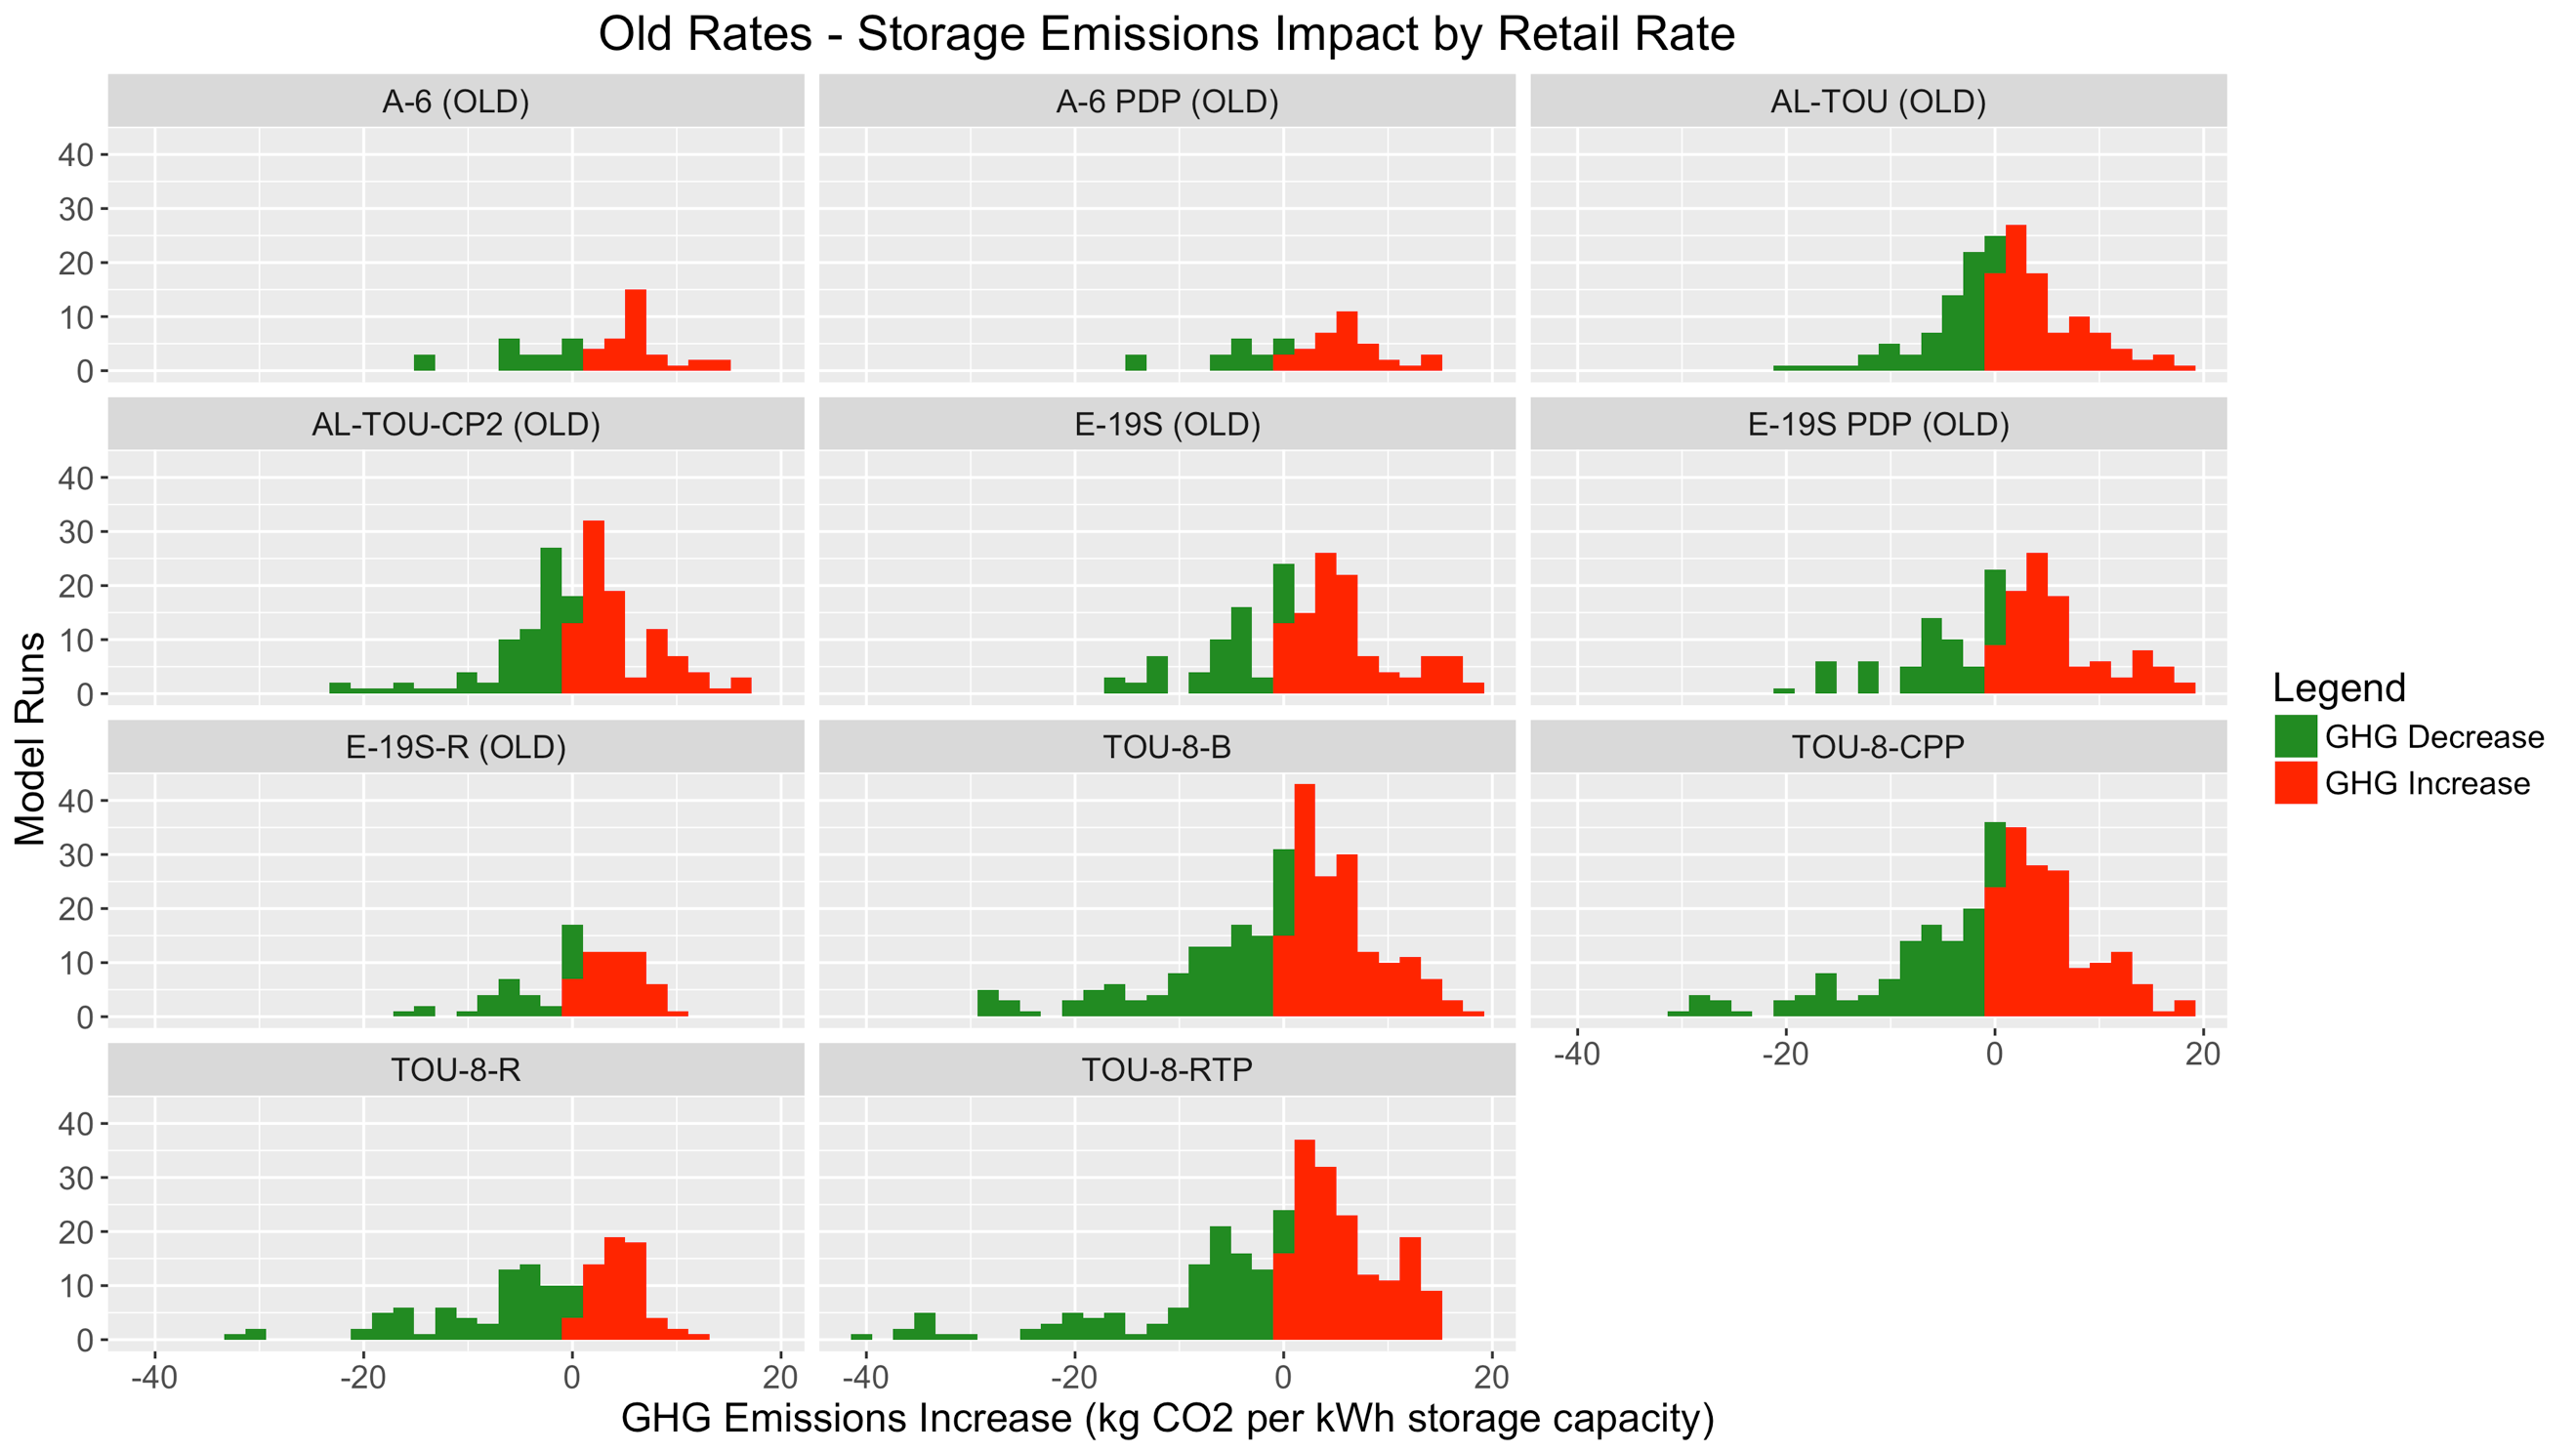 Old Rates - Storage Emissions Impact by Retail Rate
A-6 (OLD)
A-6 PDP (OLD)
AL-TOU (OLD)
40
30
20
10
0
AL-TOU-CP2 (OLD)
E-19S (OLD)
E-19S PDP (OLD)
40
30
20
10
0
E-19S-R (OLD)
TOU-8-B
TOU-8-CPP
40
30
20
10
0
-40 -20 0 20
TOU-8-R
TOU-8-RTP
40
30
20
10
0
-40 -20 0 20
-40 -20 0 20
GHG Emissions Increase (kg CO2 per kWh storage capacity)
Model Runs
Legend
GHG Decrease
GHG Increase